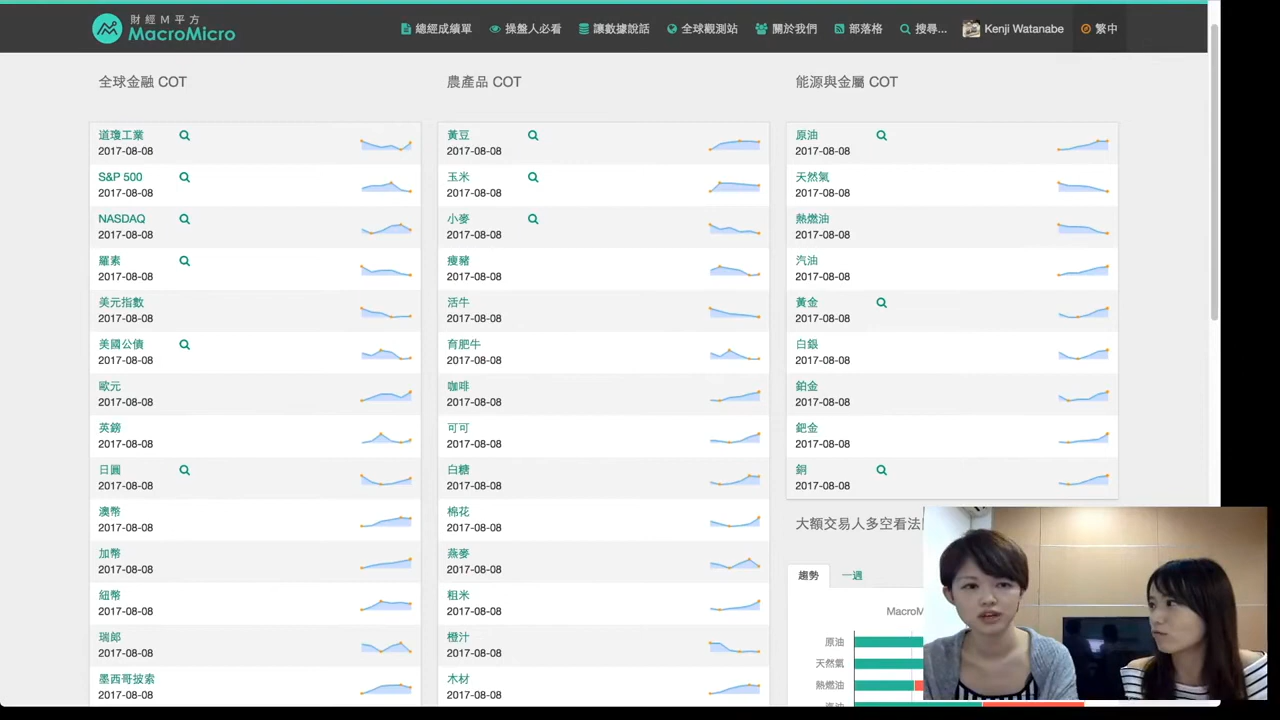 財經M平方
MacroMicro
總經成績單
操盤人必看
讓數據說話
全球觀測站
關於我們
部落格
搜尋...
Kenji Watanabe
繁中
全球金融 COT
道瓊工業
2017-08-08
S&P 500
2017-08-08
NASDAQ
2017-08-08
羅素
2017-08-08
美元指數
2017-08-08
美國公債
2017-08-08
歐元
2017-08-08
英鎊
2017-08-08
日圓
2017-08-08
澳幣
2017-08-08
加幣
2017-08-08
紐幣
2017-08-08
瑞郎
2017-08-08
墨西哥披索
2017-08-08
農產品 COT
黃豆
2017-08-08
玉米
2017-08-08
小麥
2017-08-08
瘦豬
2017-08-08
活牛
2017-08-08
育肥牛
2017-08-08
咖啡
2017-08-08
可可
2017-08-08
白糖
2017-08-08
棉花
2017-08-08
燕麥
2017-08-08
粗米
2017-08-08
橙汁
2017-08-08
木材
2017-08-08
能源與金屬 COT
原油
2017-08-08
天然氣
2017-08-08
熱燃油
2017-08-08
汽油
2017-08-08
黃金
2017-08-08
白銀
2017-08-08
鉑金
2017-08-08
鈀金
2017-08-08
銅
2017-08-08
大額交易人多空看法
趨勢
一週
MacroM
原油
天然氣
熱燃油